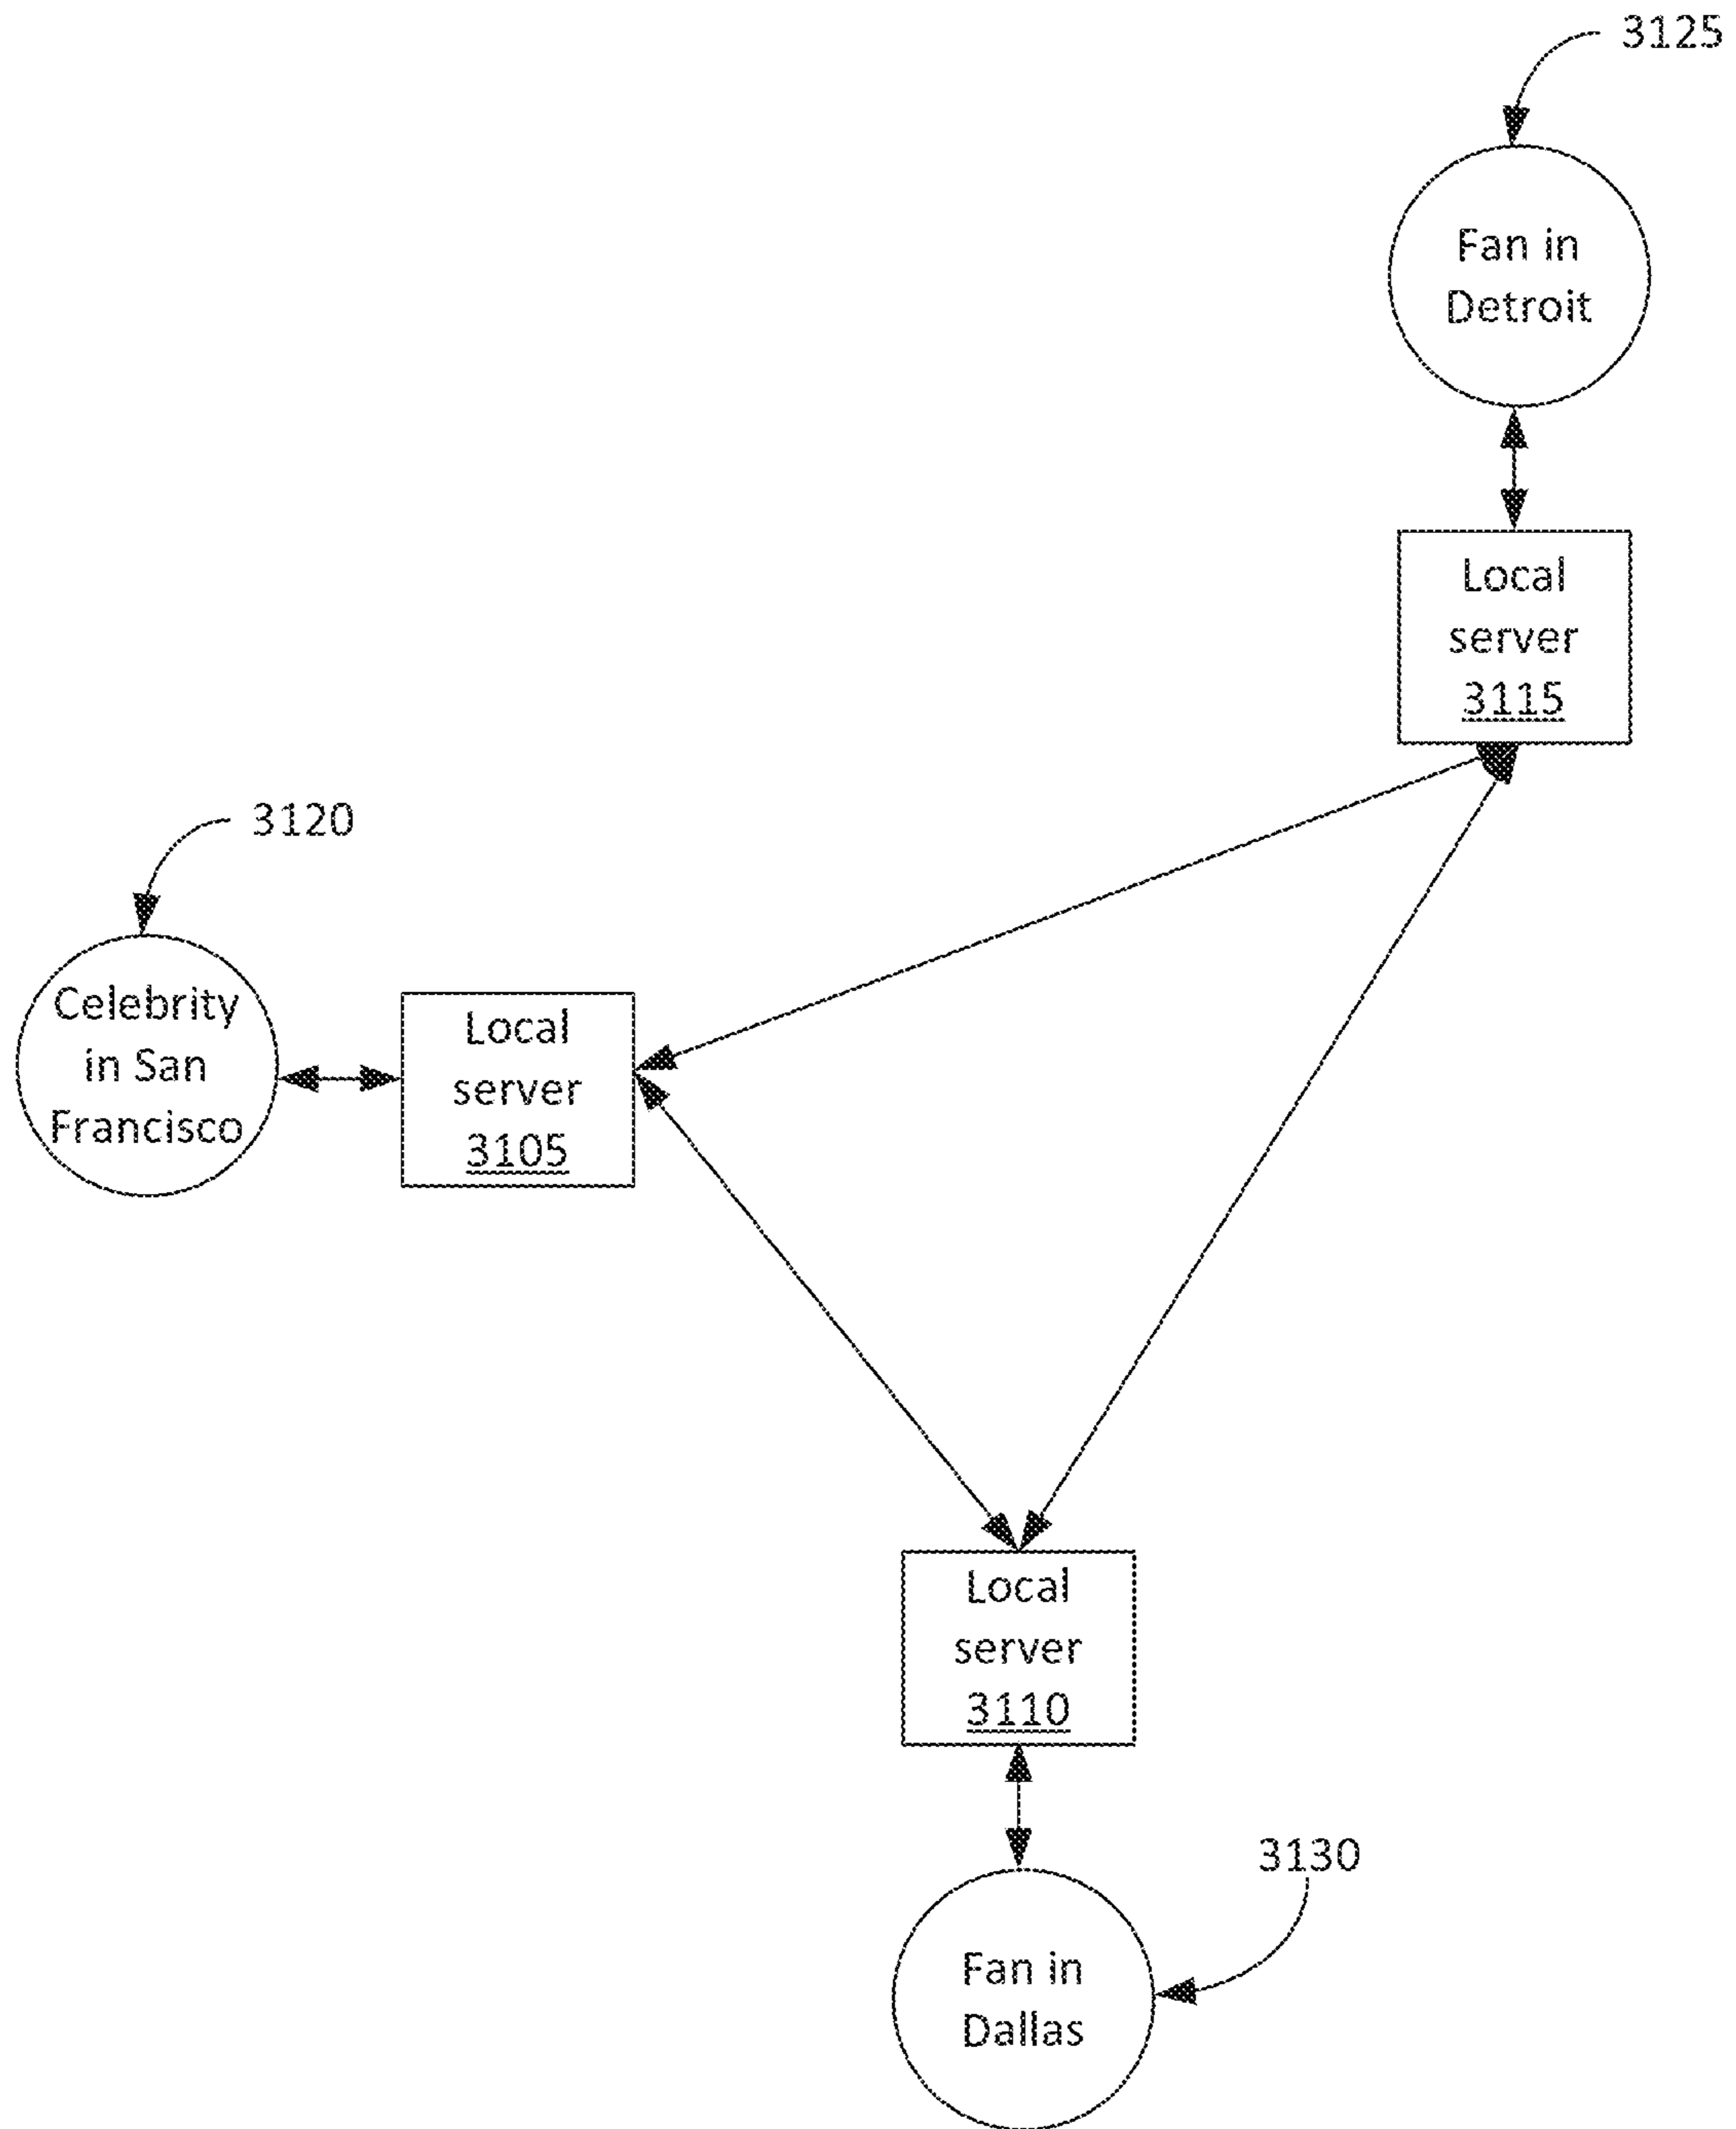 3125
Fan in
Detroit
Local
server
3115
3120
Celebrity
in San
Francisco
Local
server
3105
Local
server
3110
3130
Fan in
Dallas